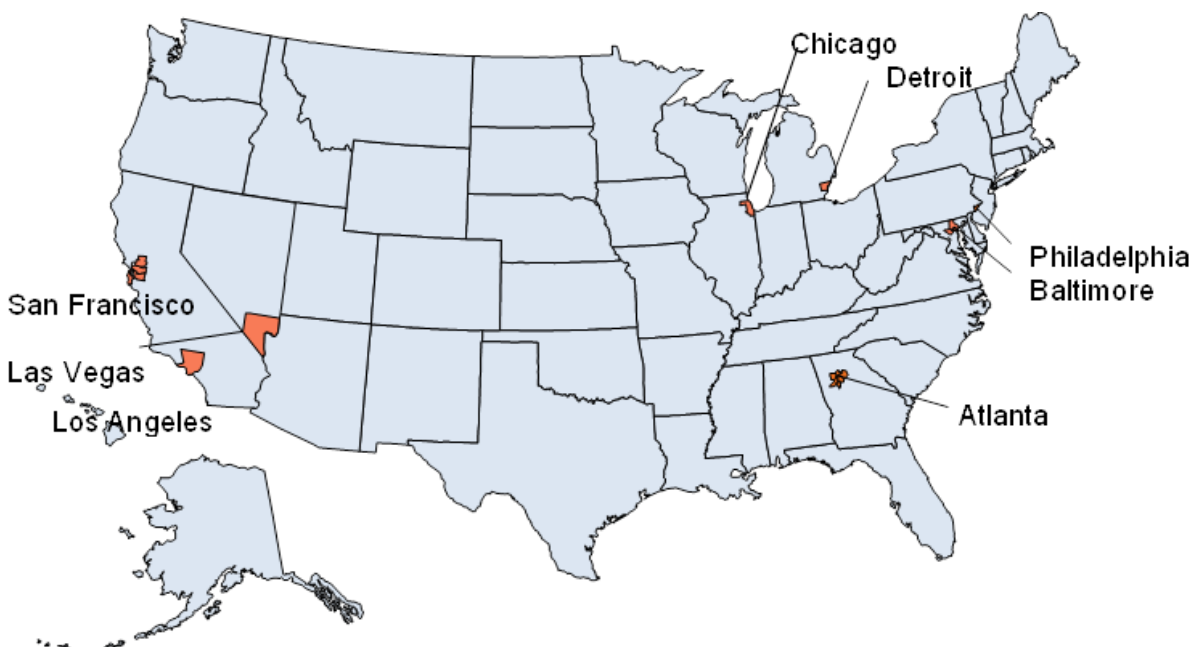 Chicago
Detroit
Philadelphia
Baltimore
San Francisco
Las Vegas
Los Angeles
Atlanta